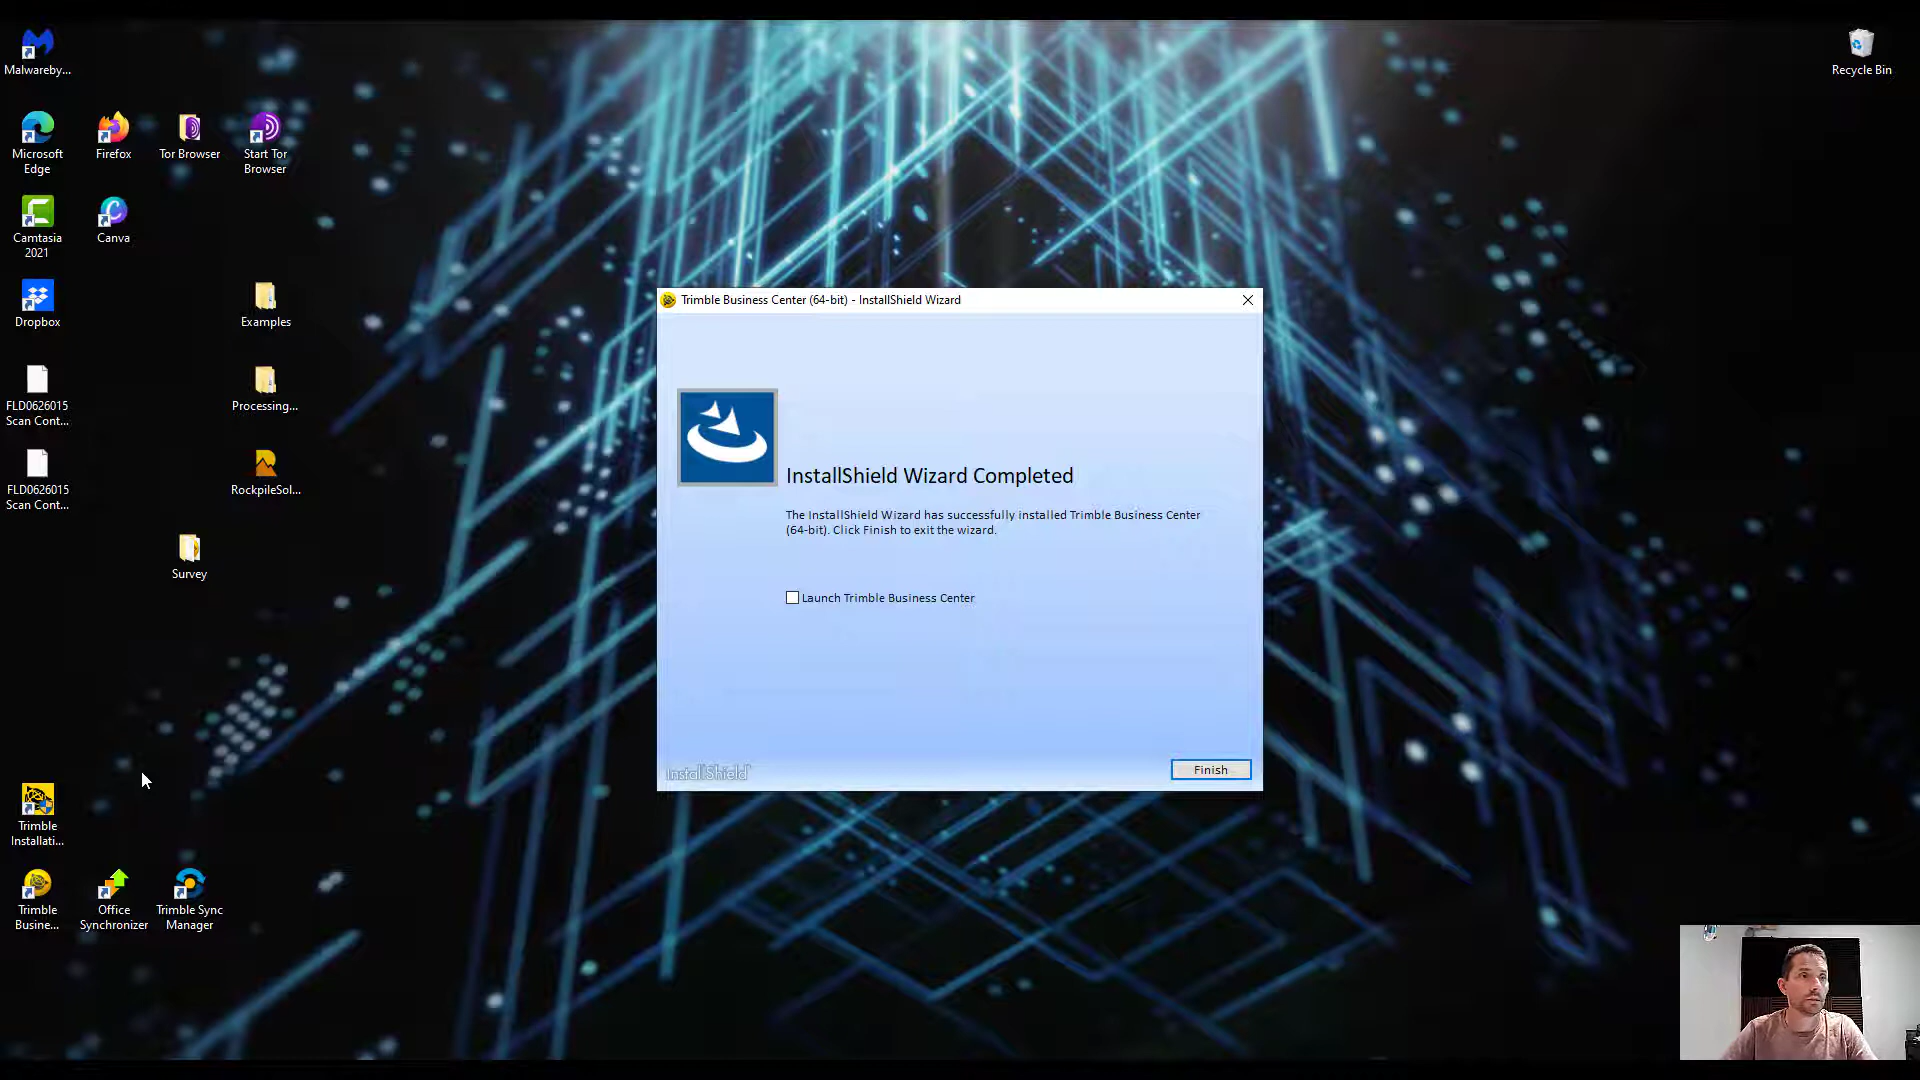 Malwareby...
Recycle Bin
Microsoft
Edge
Firefox
Tor Browser
Start Tor
Browser
Camtasia
2021
Canva
Dropbox
Examples
FLD0626015
Scan Cont...
Processing...
FLD0626015
Scan Cont...
RockpileSol...
Survey
Trimble
Installati...
Trimble
Busine...
Office
Synchronizer
Trimble Sync
Manager
Trimble Business Center (64-bit) - InstallShield Wizard
InstallShield Wizard Completed
The InstallShield Wizard has successfully installed Trimble Business Center
(64-bit). Click Finish to exit the wizard.
Launch Trimble Business Center
InstallShield
Finish